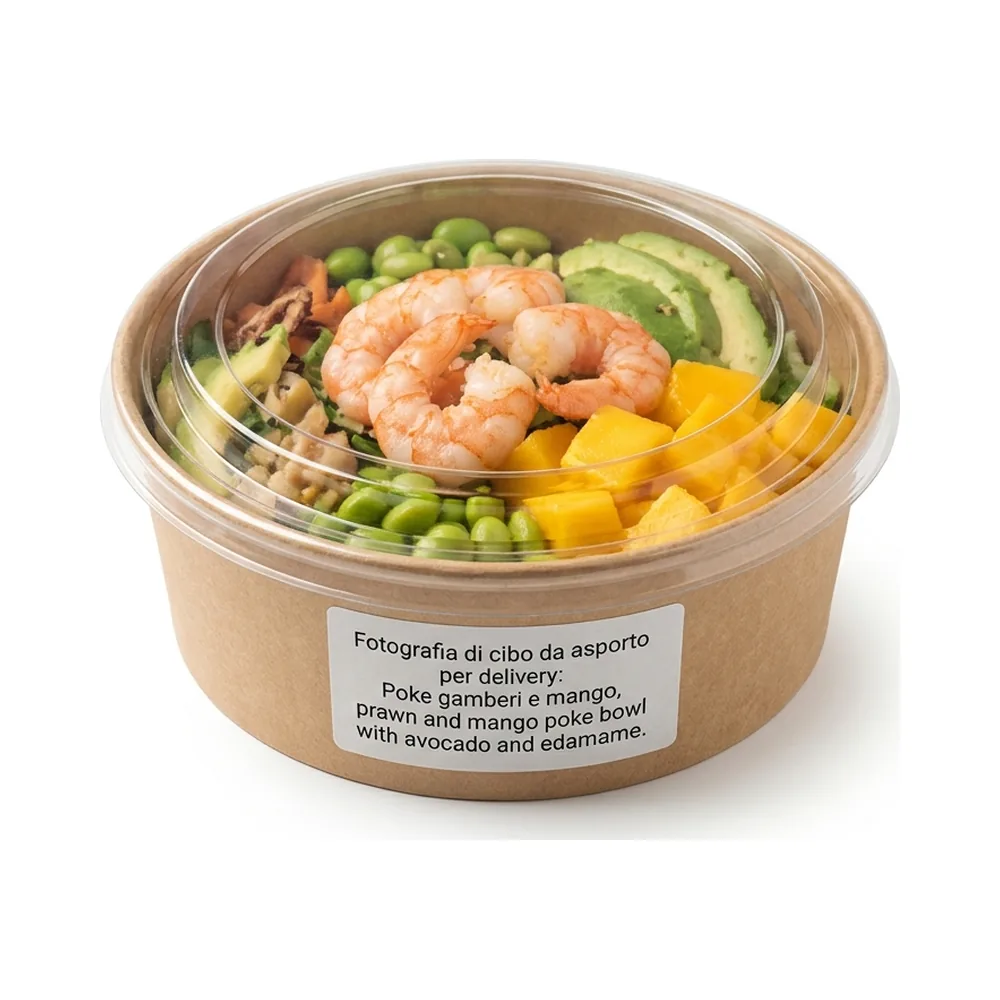 Fotografia di cibo da asporto
per delivery:
Poke gamberi e mango,
prawn and mango poke bowl
with avocado and edamame.